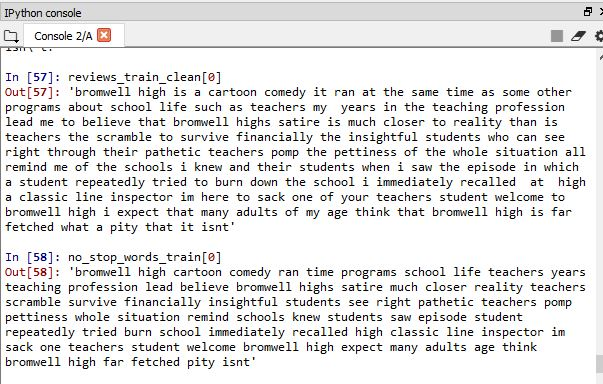 IPython console
Console 2/A
In [57]: reviews_train_clean[0]
Out[57]: 'bromwell high is a cartoon comedy it ran at the same time as some other
programs about school life such as teachers my  years in the teaching profession
lead me to believe that bromwell highs satire is much closer to reality than is
teachers the scramble to survive financially the insightful students who can see
right through their pathetic teachers pomp the pettiness of the whole situation all
remind me of the schools i knew and their students when i saw the episode in which
a student repeatedly tried to burn down the school i immediately recalled  at  high
a classic line inspector im here to sack one of your teachers student welcome to
bromwell high i expect that many adults of my age think that bromwell high is far
fetched what a pity that it isnt'
In [58]: no_stop_words_train[0]
Out[58]: 'bromwell high cartoon comedy ran time programs school life teachers years
teaching profession lead believe bromwell highs satire much closer reality teachers
scramble survive financially insightful students see right pathetic teachers pomp
pettiness whole situation remind schools knew students saw episode student
repeatedly tried burn school immediately recalled high classic line inspector im
sack one teachers student welcome bromwell high expect many adults age think
bromwell high far fetched pity isnt'